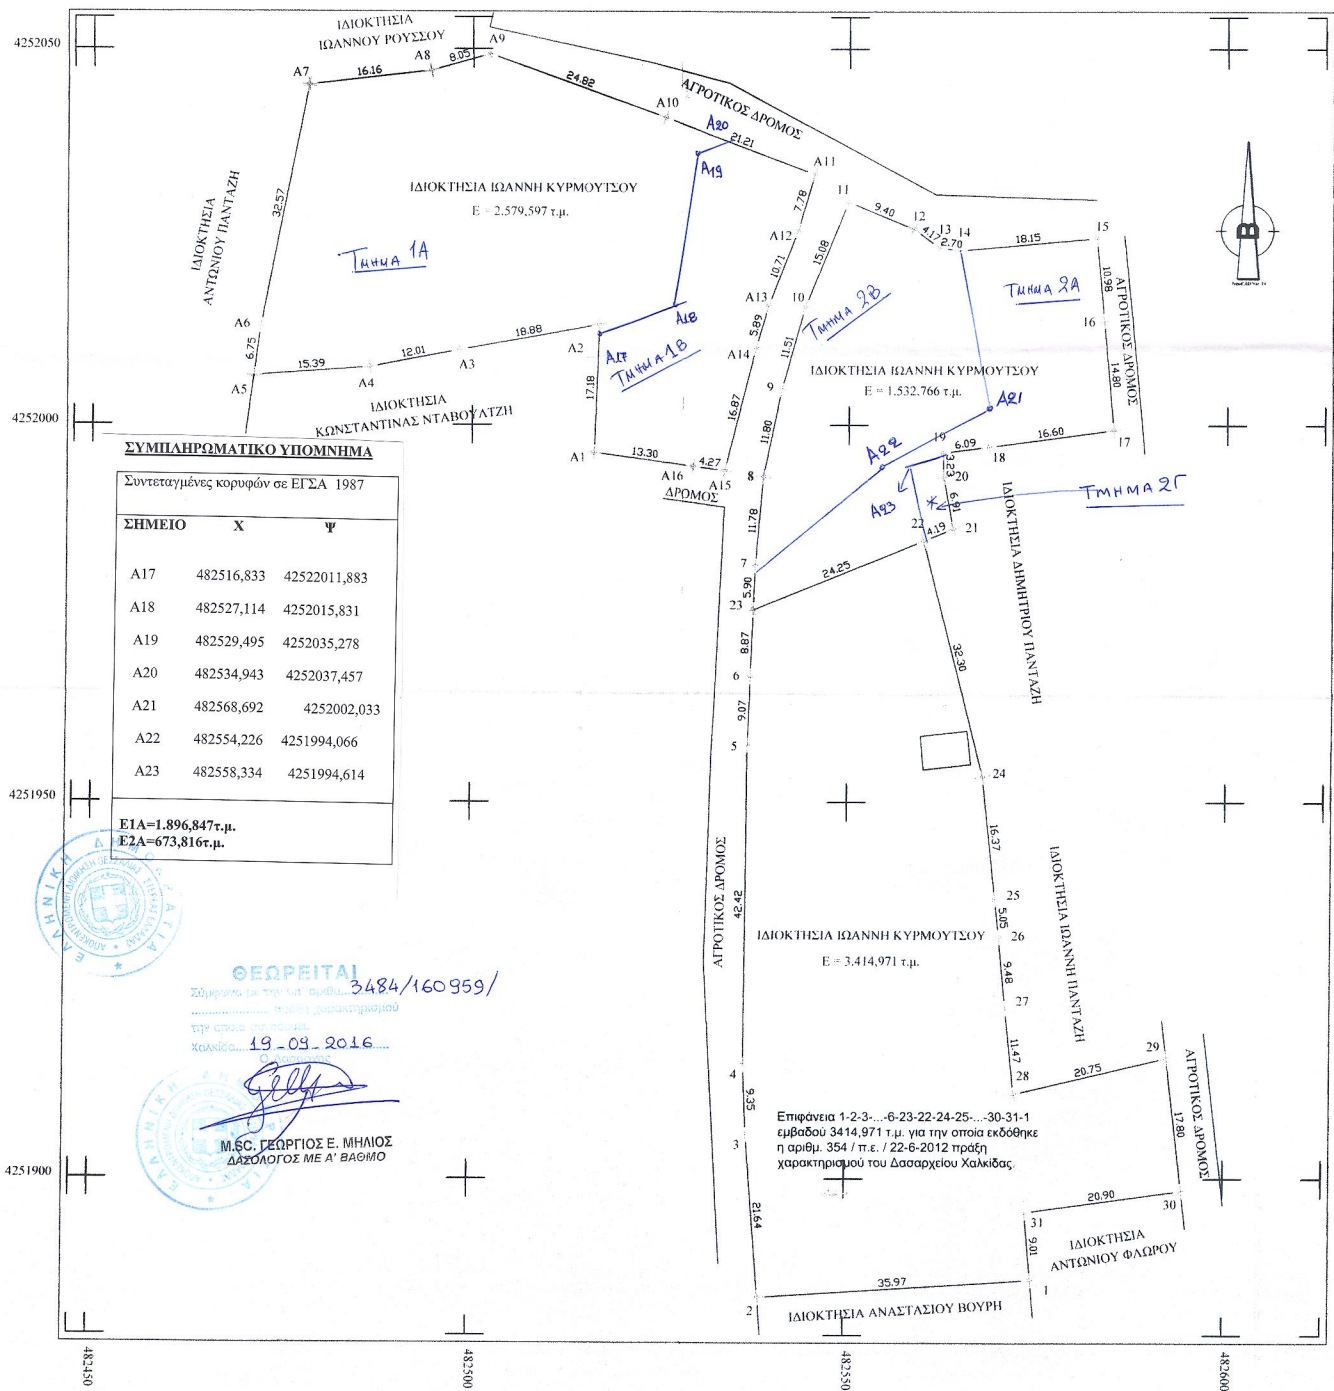 ΙΔΙΟΚΤΗΣΙΑ
ΙΩΑΝΝΟΥ ΡΟΥΣΣΟΥ
4252050
A7
16.16
A8
8.05
A9
24.82
A10
ΑΓΡΟΤΙΚΟΣ ΔΡΟΜΟΣ
A20
21.21
A19
A11
ΙΔΙΟΚΤΗΣΙΑ
ΑΝΤΩΝΙΟΥ ΠΑΝΤΑΖΗ
32.57
ΙΔΙΟΚΤΗΣΙΑ ΙΩΑΝΝΗ ΚΥΡΜΟΥΤΣΟΥ
Ε = 2.579,597 τ.μ.
ΤΜΗΜΑ 1Α
7.78
A12
10.71
A13
5.89
A14
16.87
11
9.40
12
4.17
13
2.70
14
18.15
15
10.98
16
14.80
17
ΑΓΡΟΤΙΚΟΣ ΔΡΟΜΟΣ
Β
15.08
10
11.51
9
11.80
8
ΤΜΗΜΑ 2Β
ΤΜΗΜΑ 2Α
A18
A17
ΤΜΗΜΑ 1Β
A6
6.75
A5
15.39
A4
12.01
A3
18.88
A2
17.18
ΙΔΙΟΚΤΗΣΙΑ
ΚΩΝΣΤΑΝΤΙΝΑΣ ΝΤΑΒΟΥΛΤΖΗ
ΙΔΙΟΚΤΗΣΙΑ ΙΩΑΝΝΗ ΚΥΡΜΟΥΤΣΟΥ
Ε = 1.532.766 τ.μ.
4252000
A1
13.30
A16
4.27
A15
ΔΡΟΜΟΣ
A21
A22
A23
19
6.09
18
16.60
3.23
20
6.91
21
22
4.19
*
ΤΜΗΜΑ 2Γ
11.78
7
5.90
23
24.25
8.87
6
9.07
5
32.30
ΙΔΙΟΚΤΗΣΙΑ ΔΗΜΗΤΡΙΟΥ ΠΑΝΤΑΖΗ
ΣΥΜΠΛΗΡΩΜΑΤΙΚΟ ΥΠΟΜΝΗΜΑ
Συντεταγμένες κορυφών σε ΕΓΣΑ 1987
ΣΗΜΕΙΟ Χ Ψ
A17 482516,833 42522011,883
A18 482527,114 4252015,831
A19 482529,495 4252035,278
A20 482534,943 4252037,457
A21 482568,692 4252002,033
A22 482554,226 4251994,066
A23 482558,334 4251994,614
Ε1Α=1.896,847τ.μ.
Ε2Α=673,816τ.μ.
4251950
24
16.37
25
5.05
26
9.48
27
11.47
28
ΙΔΙΟΚΤΗΣΙΑ ΙΩΑΝΝΗ ΠΑΝΤΑΖΗ
ΑΓΡΟΤΙΚΟΣ ΔΡΟΜΟΣ
42.42
ΙΔΙΟΚΤΗΣΙΑ ΙΩΑΝΝΗ ΚΥΡΜΟΥΤΣΟΥ
Ε = 3.414,971 τ.μ.
ΕΛΛΗΝΙΚΗ ΔΗΜΟΚΡΑΤΙΑ
ΘΕΩΡΕΙΤΑΙ
Σύμφωνα με την υπ' αριθμ. 3484/160959/
πράξη χαρακτηρισμού
Χαλκίδα 19-09-2016
Ο Δασάρχης
M.SC. ΓΕΩΡΓΙΟΣ Ε. ΜΗΛΙΟΣ
ΔΑΣΟΛΟΓΟΣ ΜΕ Α' ΒΑΘΜΟ
4
9.35
3
21.64
2
20.75
29
17.80
30
ΑΓΡΟΤΙΚΟΣ ΔΡΟΜΟΣ
Επιφάνεια 1-2-3-...-6-23-22-24-25-...-30-31-1
εμβαδού 3414,971 τ.μ. για την οποία εκδόθηκε
η αριθμ. 354 / π.ε. / 22-6-2012 πράξη
χαρακτηρισμού του Δασαρχείου Χαλκίδας.
4251900
20.90
31
9.01
1
ΙΔΙΟΚΤΗΣΙΑ
ΑΝΤΩΝΙΟΥ ΦΛΩΡΟΥ
35.97
ΙΔΙΟΚΤΗΣΙΑ ΑΝΑΣΤΑΣΙΟΥ ΒΟΥΡΗ
482450
482500
482550
482600